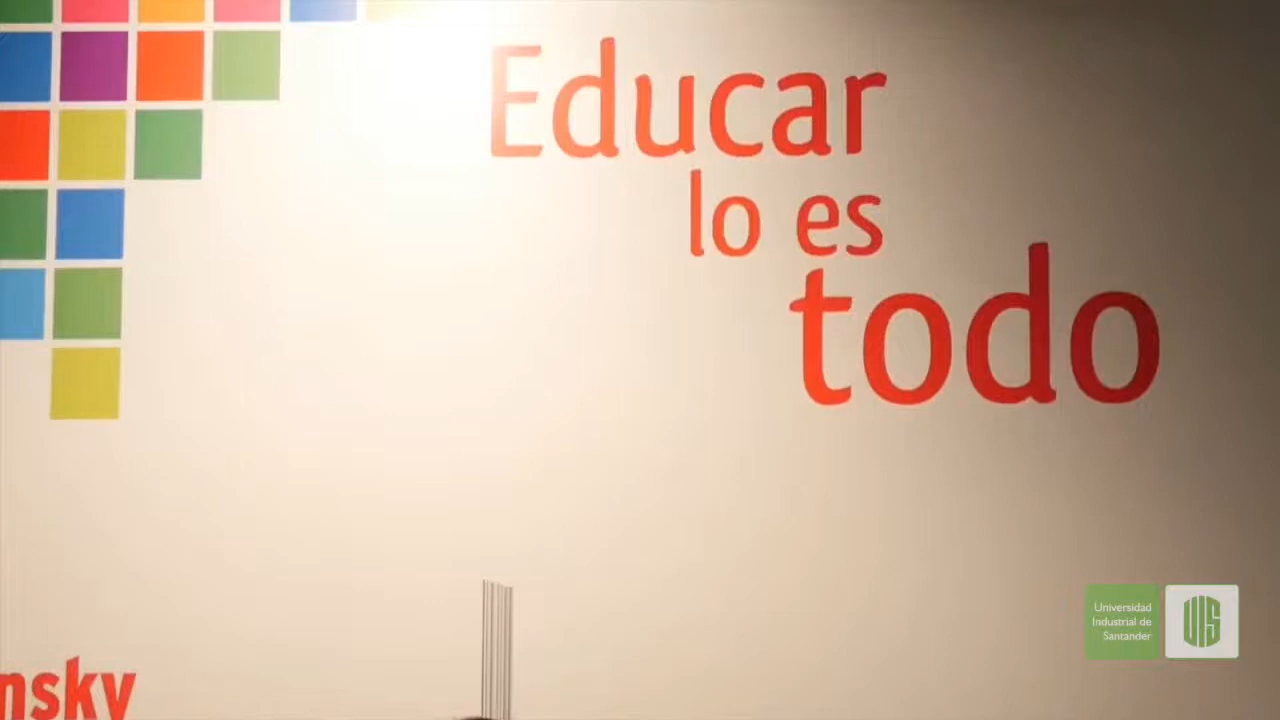 Educar
lo es
todo
nsky
Universidad
Industrial de
Santander
UIS